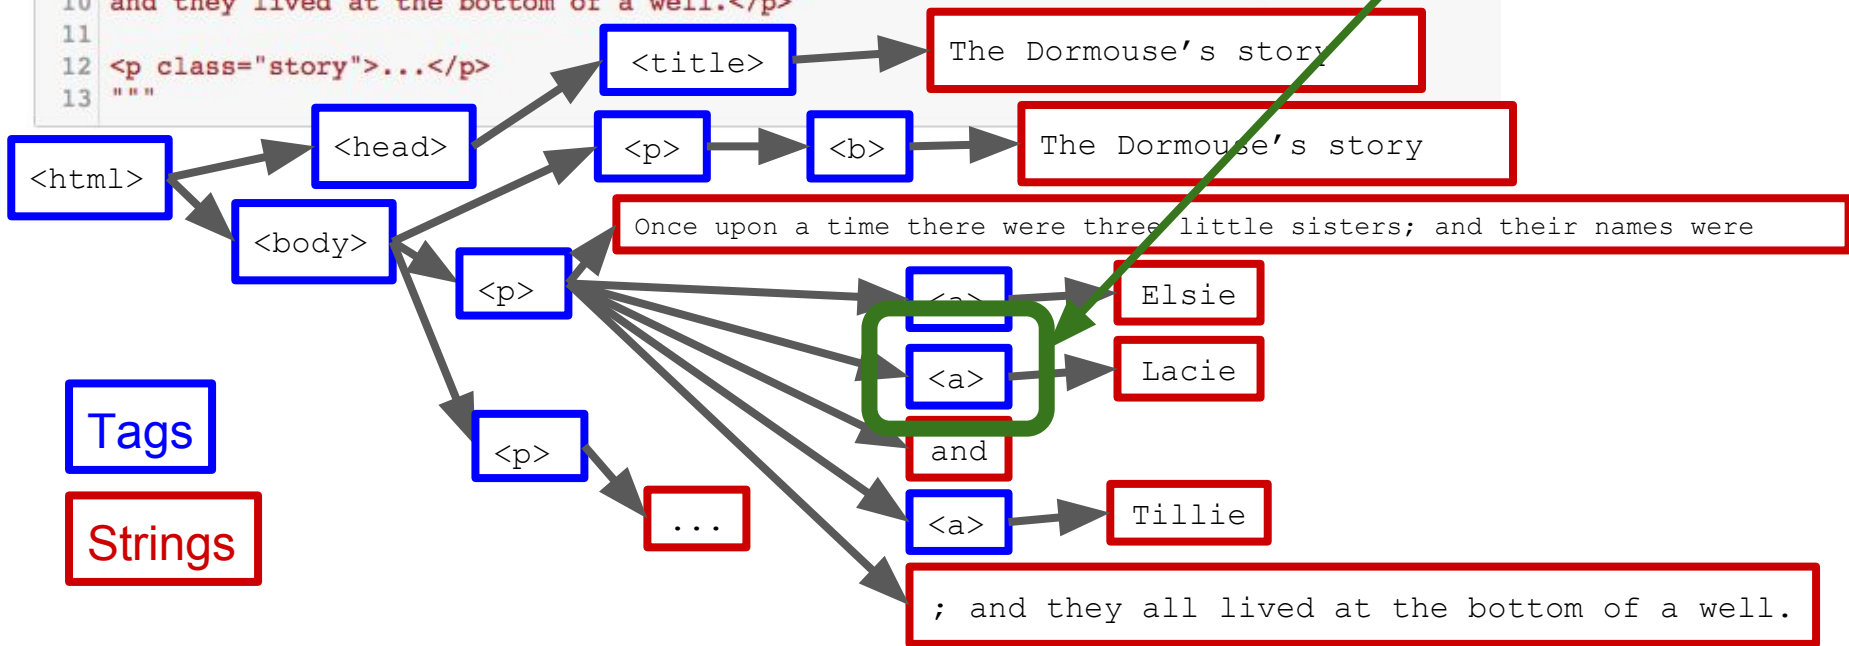 10 and they lived at the bottom of a well.</p>
11
12 <p class="story">...</p>
13 """
<title>
The Dormouse's story
<head>
<p>
<b>
The Dormouse's story
<html>
<body>
Once upon a time there were three little sisters; and their names were
<p>
<a>
Elsie
<a>
Lacie
Tags
<p>
and
Strings
...
<a>
Tillie
; and they all lived at the bottom of a well.